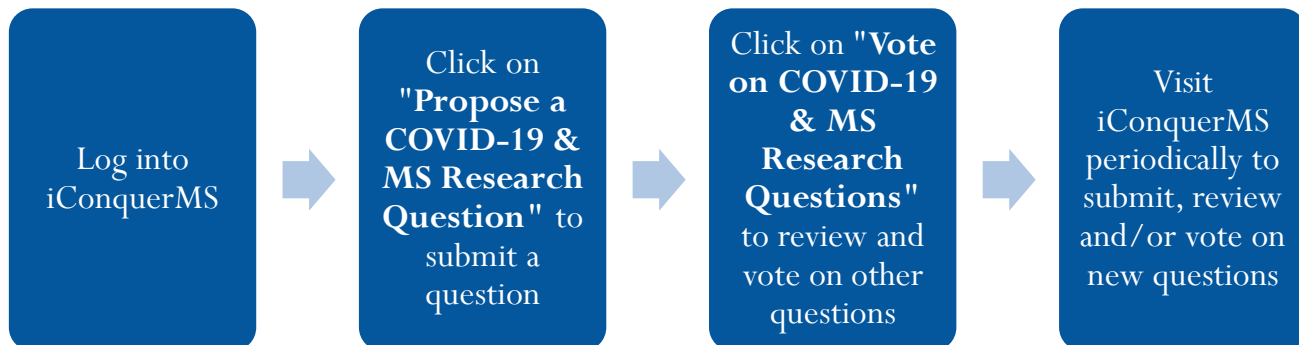 Log into
iConquerMS
Click on
"Propose a
COVID-19 &
MS Research
Question" to
submit a
question
Click on "Vote
on COVID-19
& MS
Research
Questions"
to review and
vote on other
questions
Visit
iConquerMS
periodically to
submit, review
and/or vote on
new questions